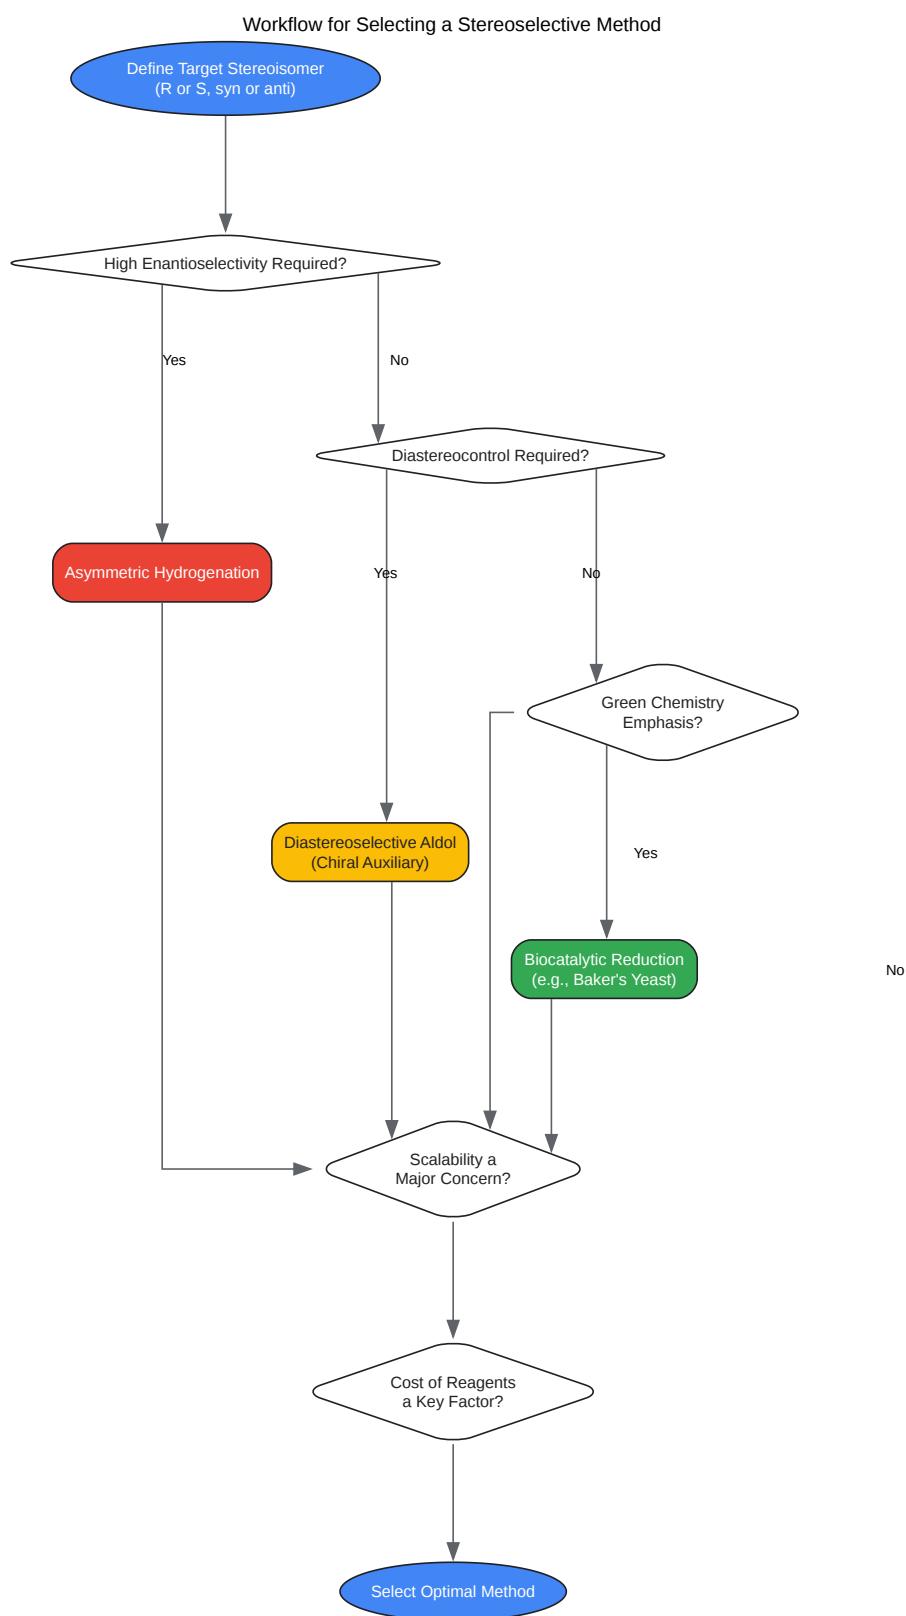 Workflow for Selecting a Stereoselective Method
Define Target Stereoisomer
(R or S, syn or anti)
High Enantioselectivity Required?
Yes
No
Diastereocontrol Required?
Asymmetric Hydrogenation
Yes
No
Green Chemistry
Emphasis?
Diastereoselective Aldol
(Chiral Auxiliary)
Yes
Biocatalytic Reduction
(e.g., Baker's Yeast)
No
Scalability a
Major Concern?
Cost of Reagents
a Key Factor?
Select Optimal Method